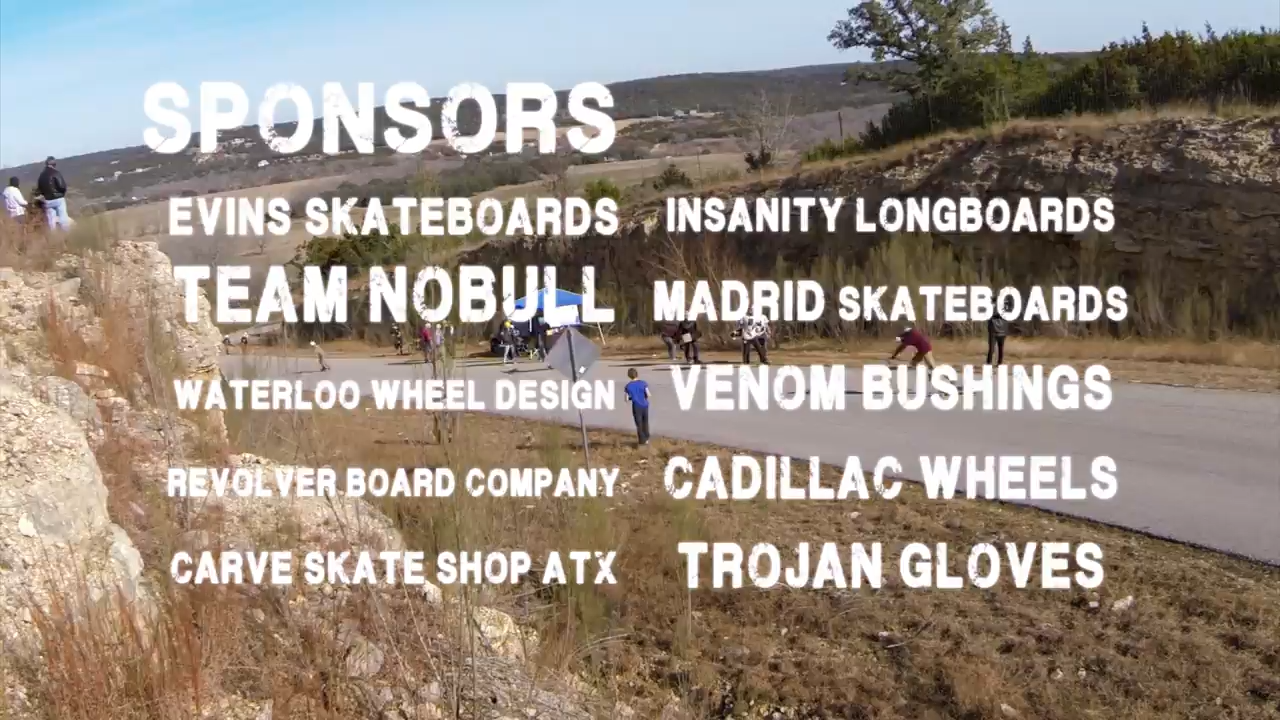 SPONSORS
EVINS SKATEBOARDS
TEAM NOBULL
WATERLOO WHEEL DESIGN
REVOLVER BOARD COMPANY
CARVE SKATE SHOP ATX
INSANITY LONGBOARDS
MADRID SKATEBOARDS
VENOM BUSHINGS
CADILLAC WHEELS
TROJAN GLOVES